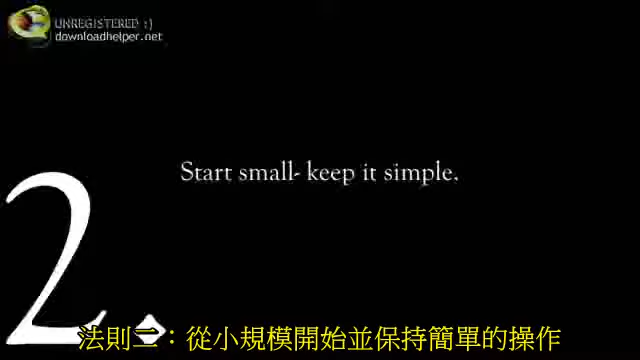 UNREGISTERED :)
downloadhelper.net
Start small- keep it simple.
2.
法則二：從小規模開始並保持簡單的操作